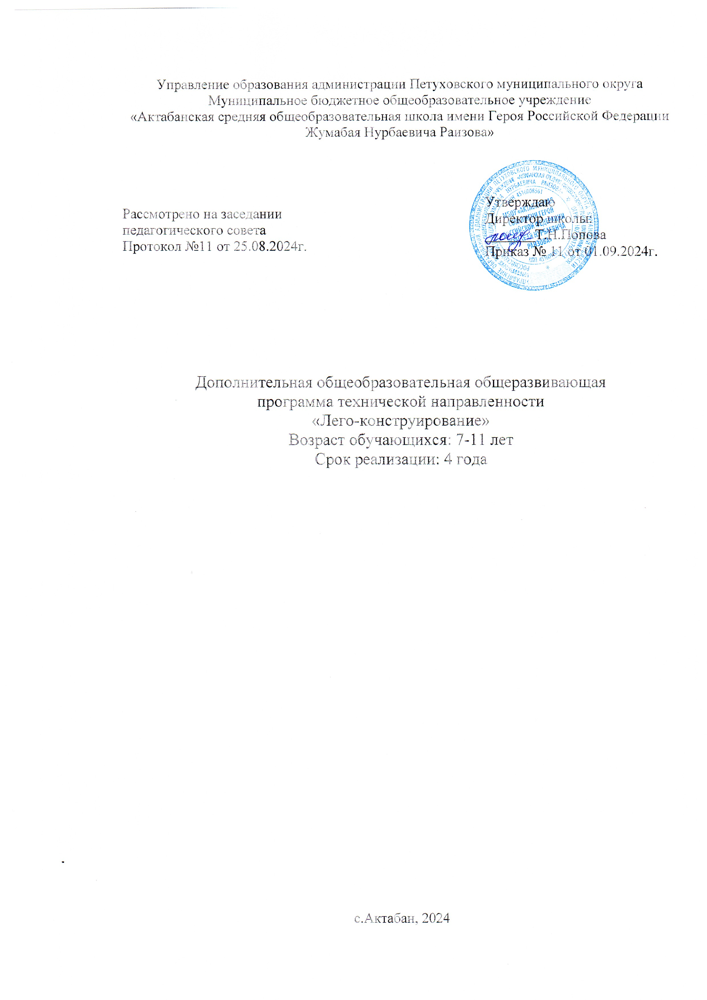 Управление образования администрации Петуховского муниципального округа
Муниципальное бюджетное общеобразовательное учреждение
«Актабанская средняя общеобразовательная школа имени Героя Российской Федерации
Жумабая Нурбаевича Раизова»
Рассмотрено на заседании
педагогического совета
Протокол №11 от 25.08.2024г.
Утверждаю
Директор школы:
Т.Н.Попова
Приказ № 11 от 01.09.2024г.
Дополнительная общеобразовательная общеразвивающая
программа технической направленности
«Лего-конструирование»
Возраст обучающихся: 7-11 лет
Срок реализации: 4 года
с.Актабан, 2024